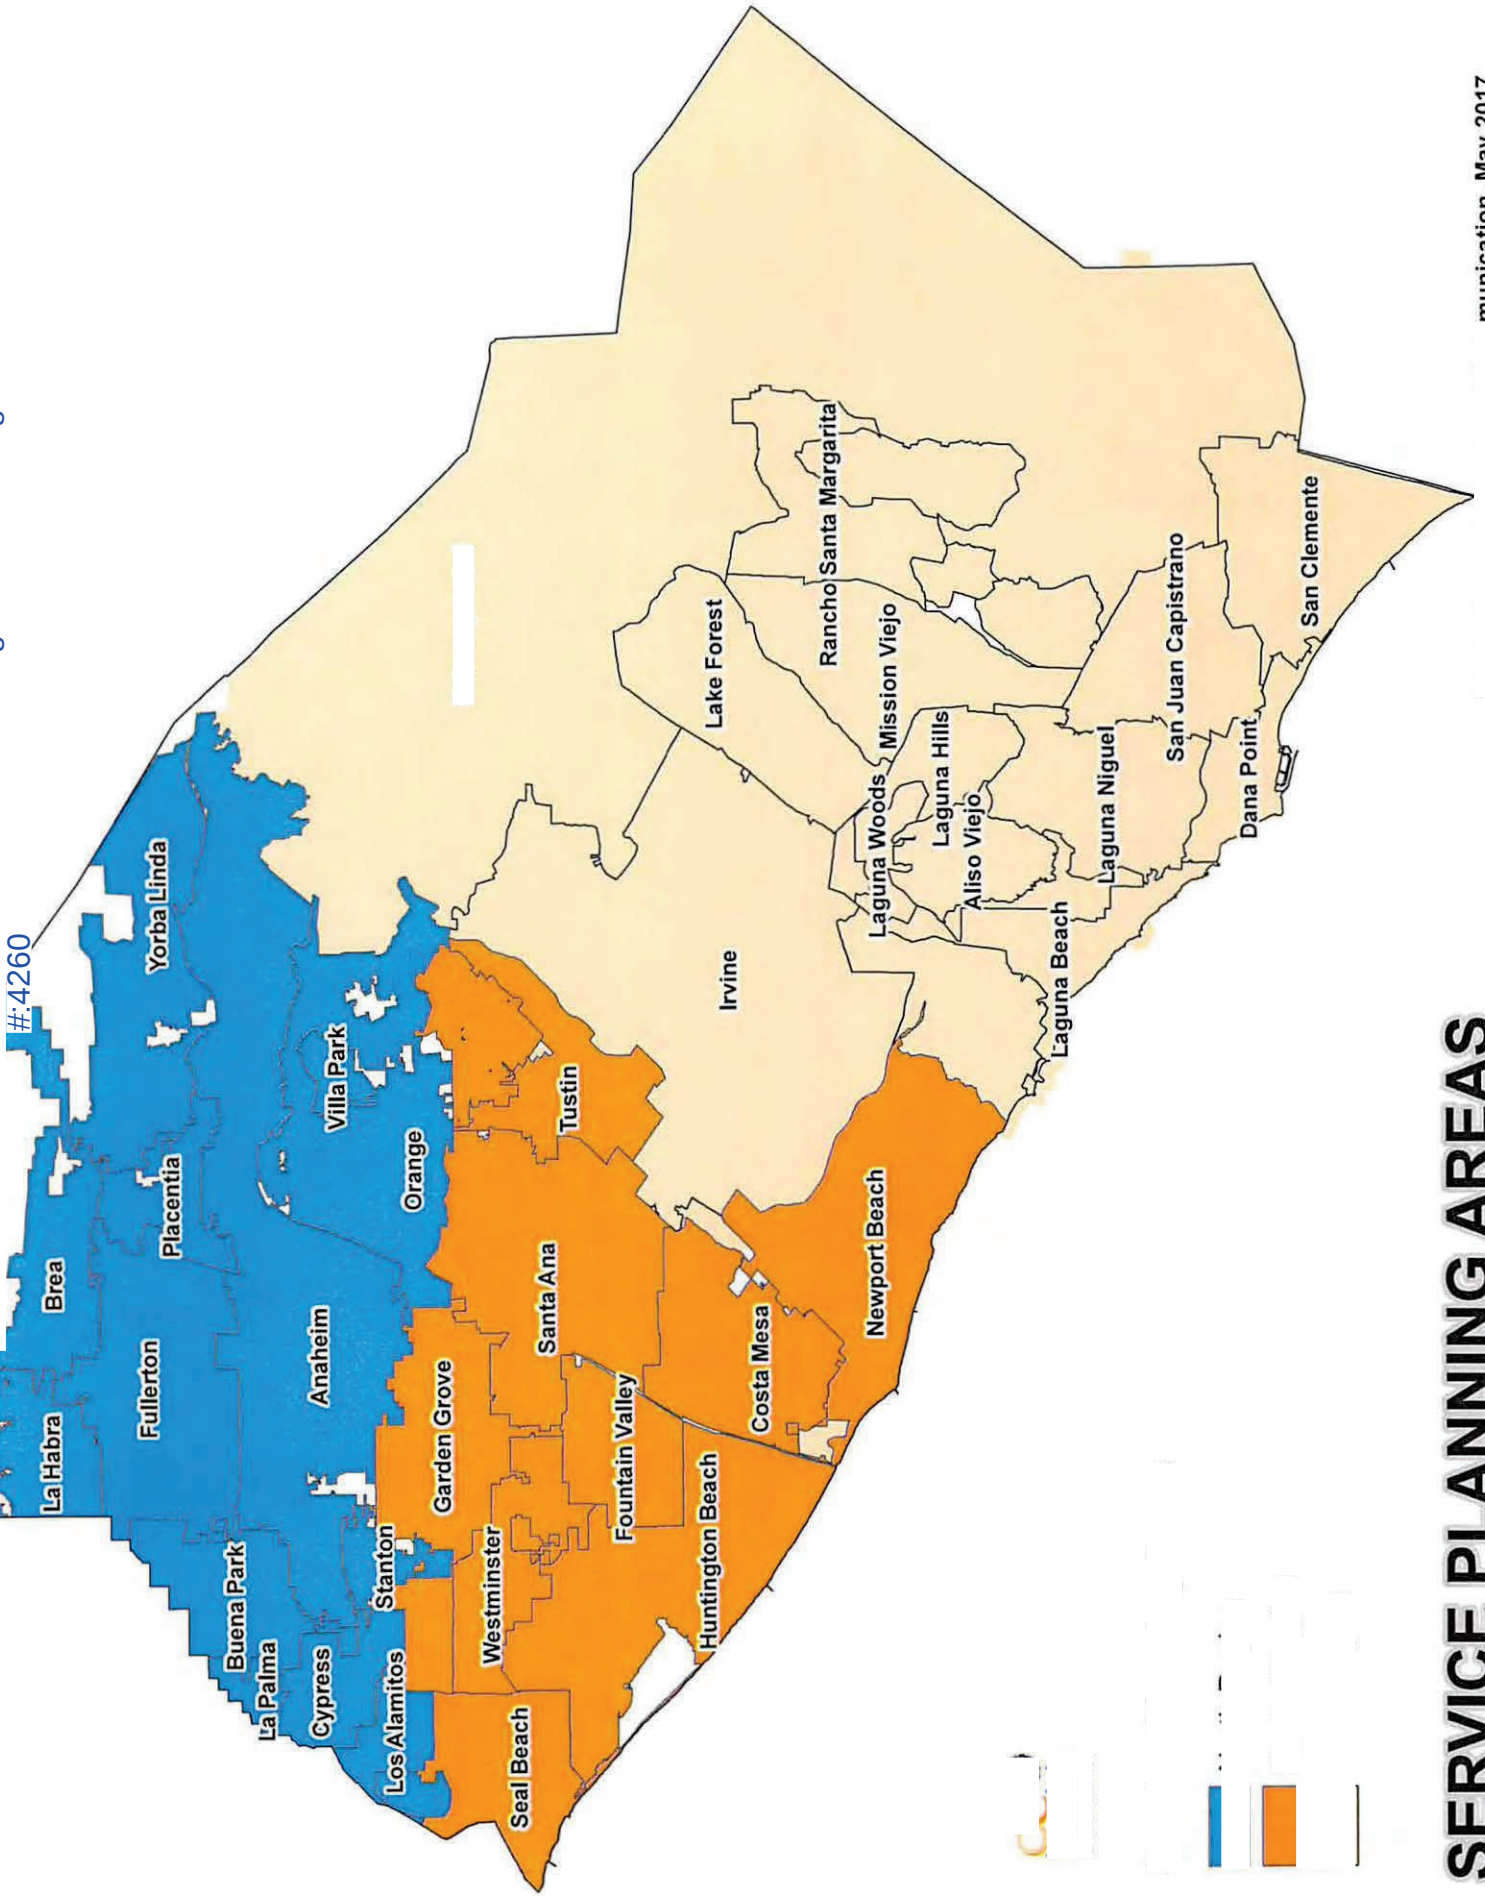 #:4260
La Habra
Brea
Fullerton
Placentia
Yorba Linda
Buena Park
La Palma
Anaheim
Villa Park
Cypress
Orange
Stanton
Los Alamitos
Garden Grove
Westminster
Santa Ana
Tustin
Seal Beach
Fountain Valley
Huntington Beach
Costa Mesa
Newport Beach
Irvine
Lake Forest
Rancho Santa Margarita
Mission Viejo
Laguna Woods
Laguna Hills
Aliso Viejo
Laguna Beach
Laguna Niguel
San Juan Capistrano
Dana Point
San Clemente
SERVICE PLANNING AREAS
munication, May 2017